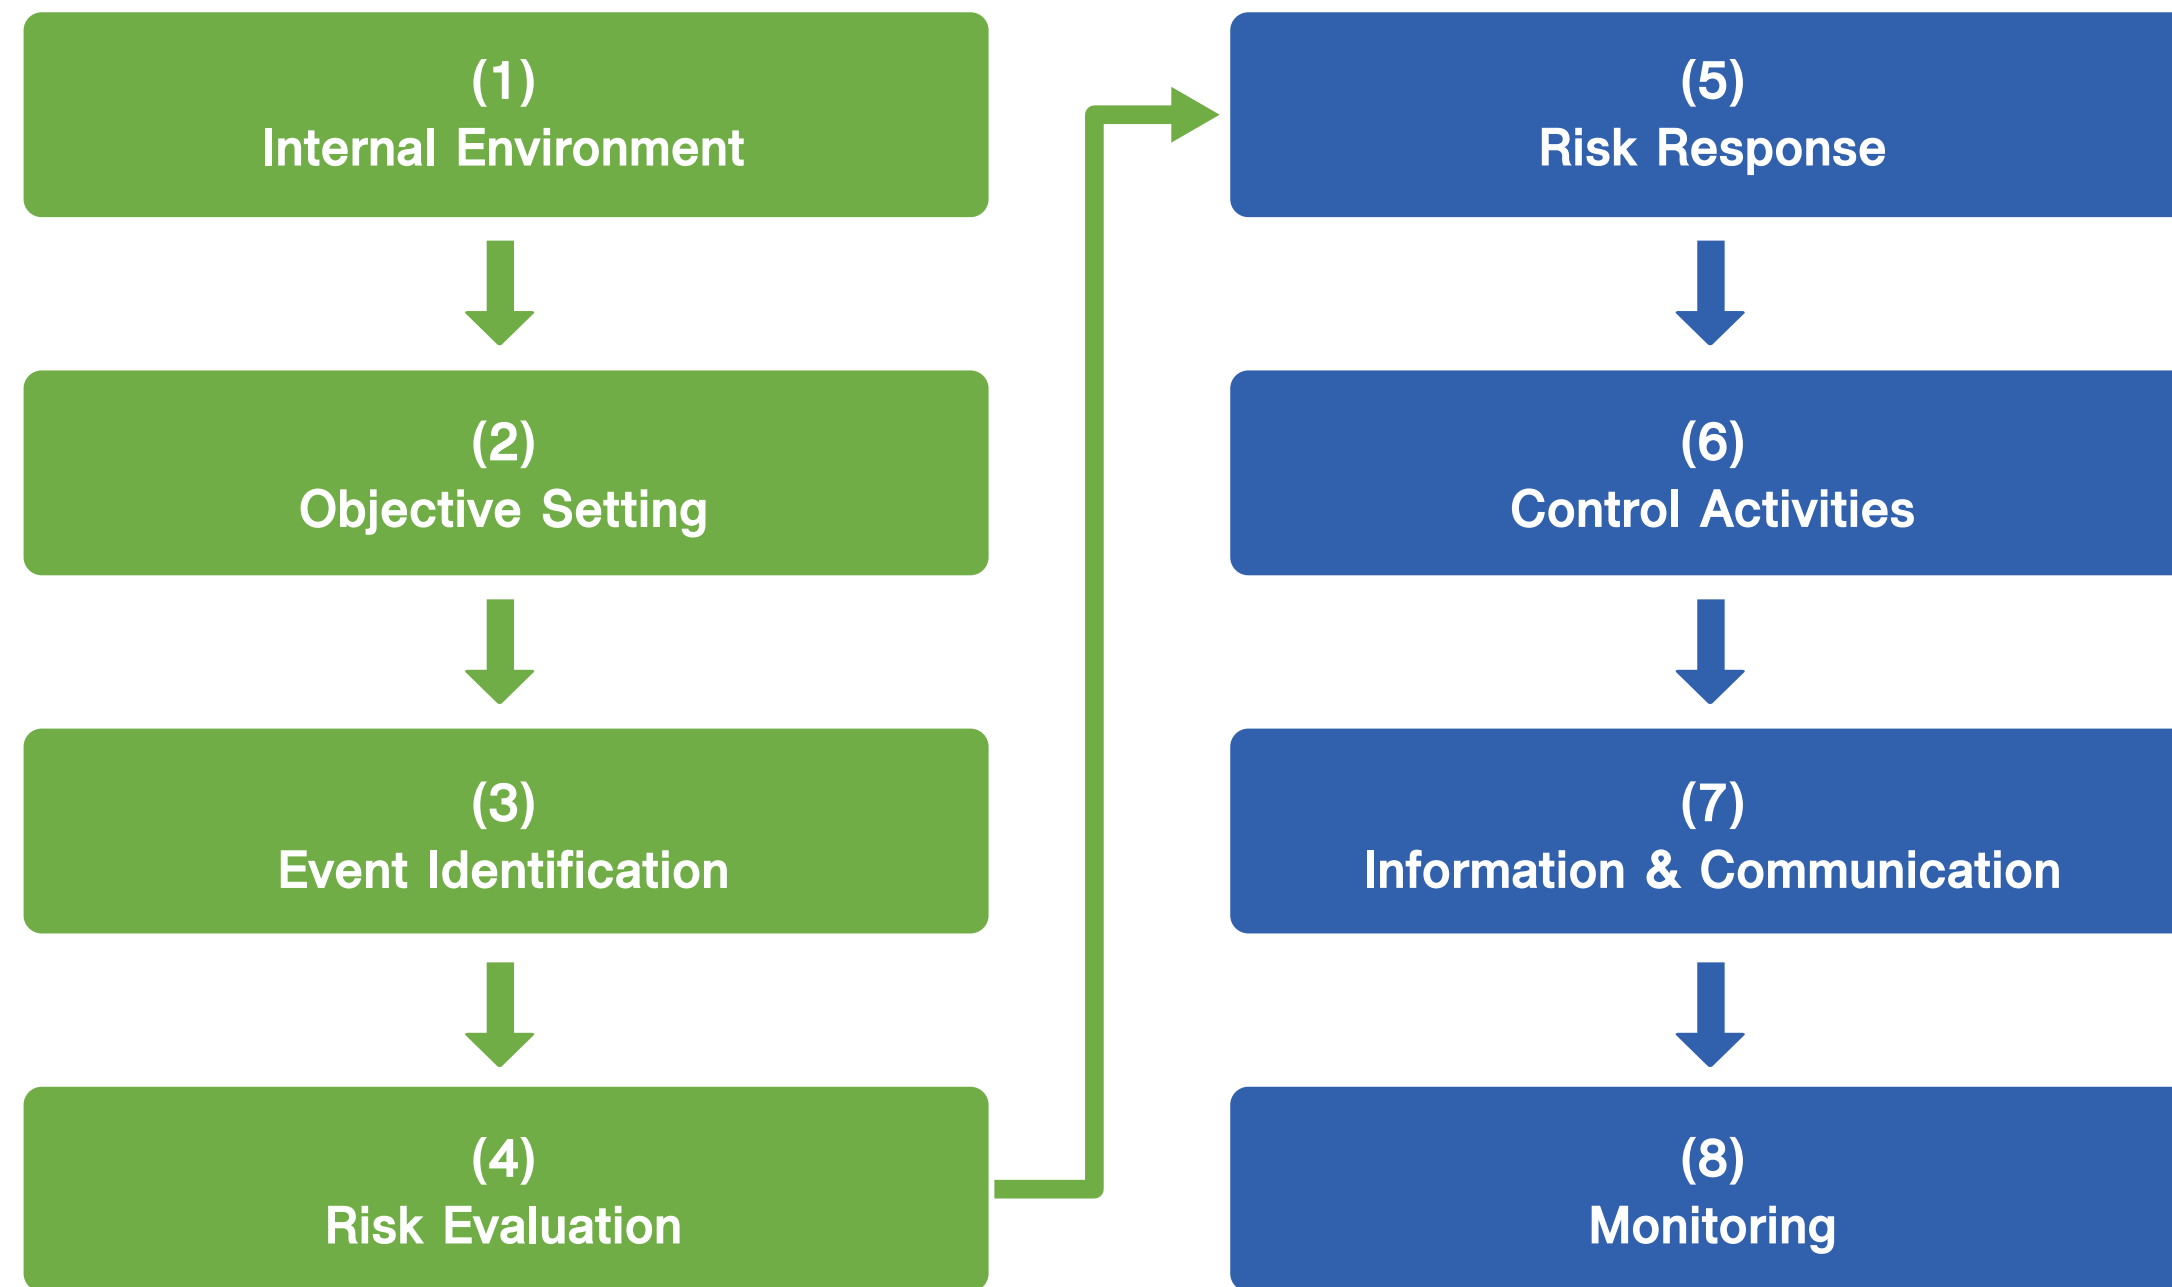 (1)
Internal Environment
(2)
Objective Setting
(3)
Event Identification
(4)
Risk Evaluation
(5)
Risk Response
(6)
Control Activities
(7)
Information & Communication
(8)
Monitoring